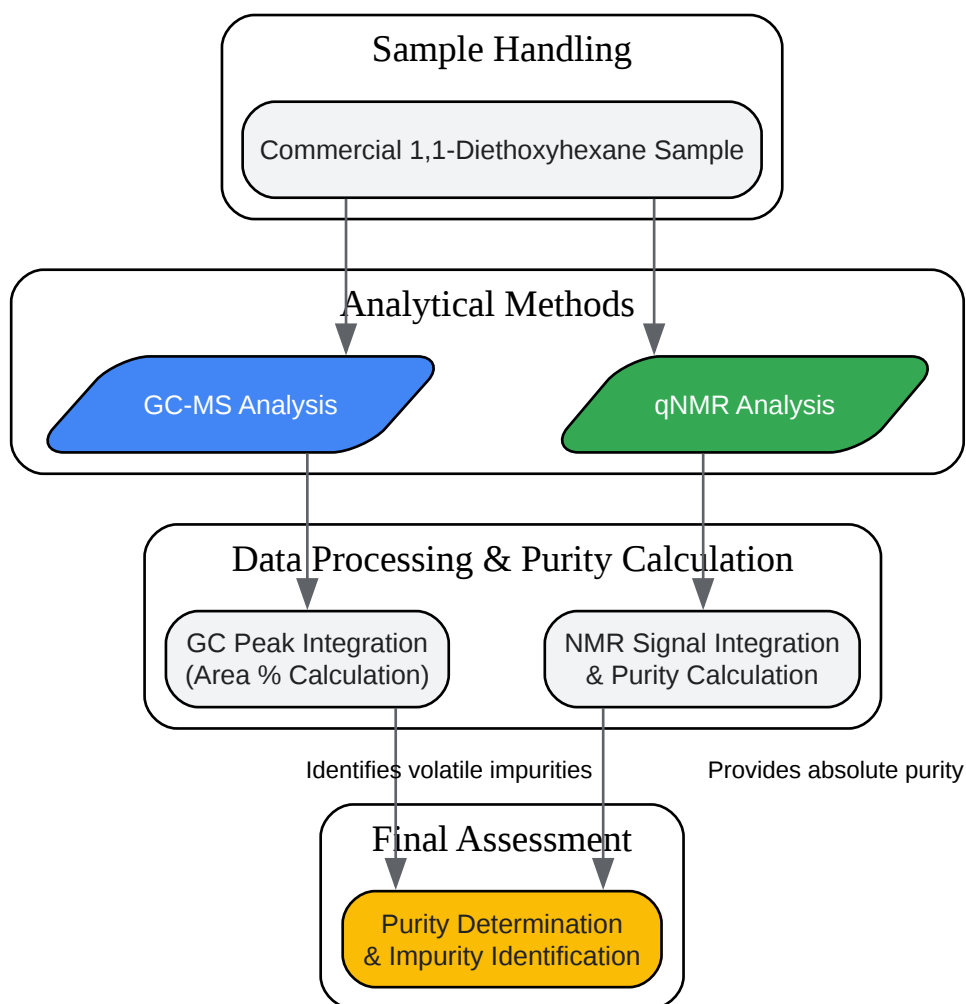 Sample Handling
Commercial 1,1-Diethoxyhexane Sample
Analytical Methods
GC-MS Analysis
qNMR Analysis
Data Processing & Purity Calculation
GC Peak Integration
(Area % Calculation)
NMR Signal Integration
& Purity Calculation
Identifies volatile impurities
Provides absolute purity
Final Assessment
Purity Determination
& Impurity Identification